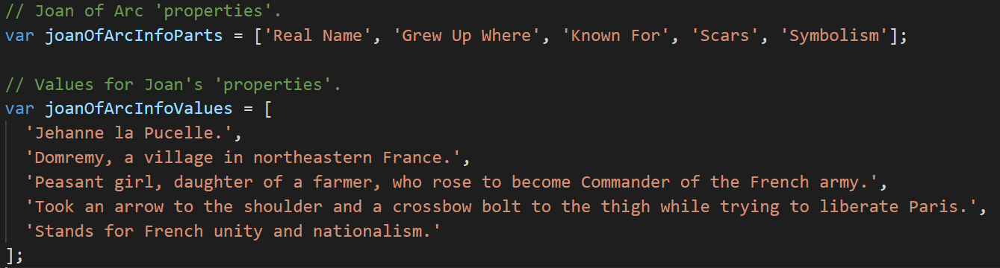 // Joan of Arc 'properties'.
var joanOfArcInfoParts = ['Real Name', 'Grew Up Where', 'Known For', 'Scars', 'Symbolism'];
// Values for Joan's 'properties'.
var joanOfArcInfoValues = [
'Jehanne la Pucelle.',
'Domremy, a village in northeastern France.',
'Peasant girl, daughter of a farmer, who rose to become Commander of the French army.',
'Took an arrow to the shoulder and a crossbow bolt to the thigh while trying to liberate Paris.',
'Stands for French unity and nationalism.'
];